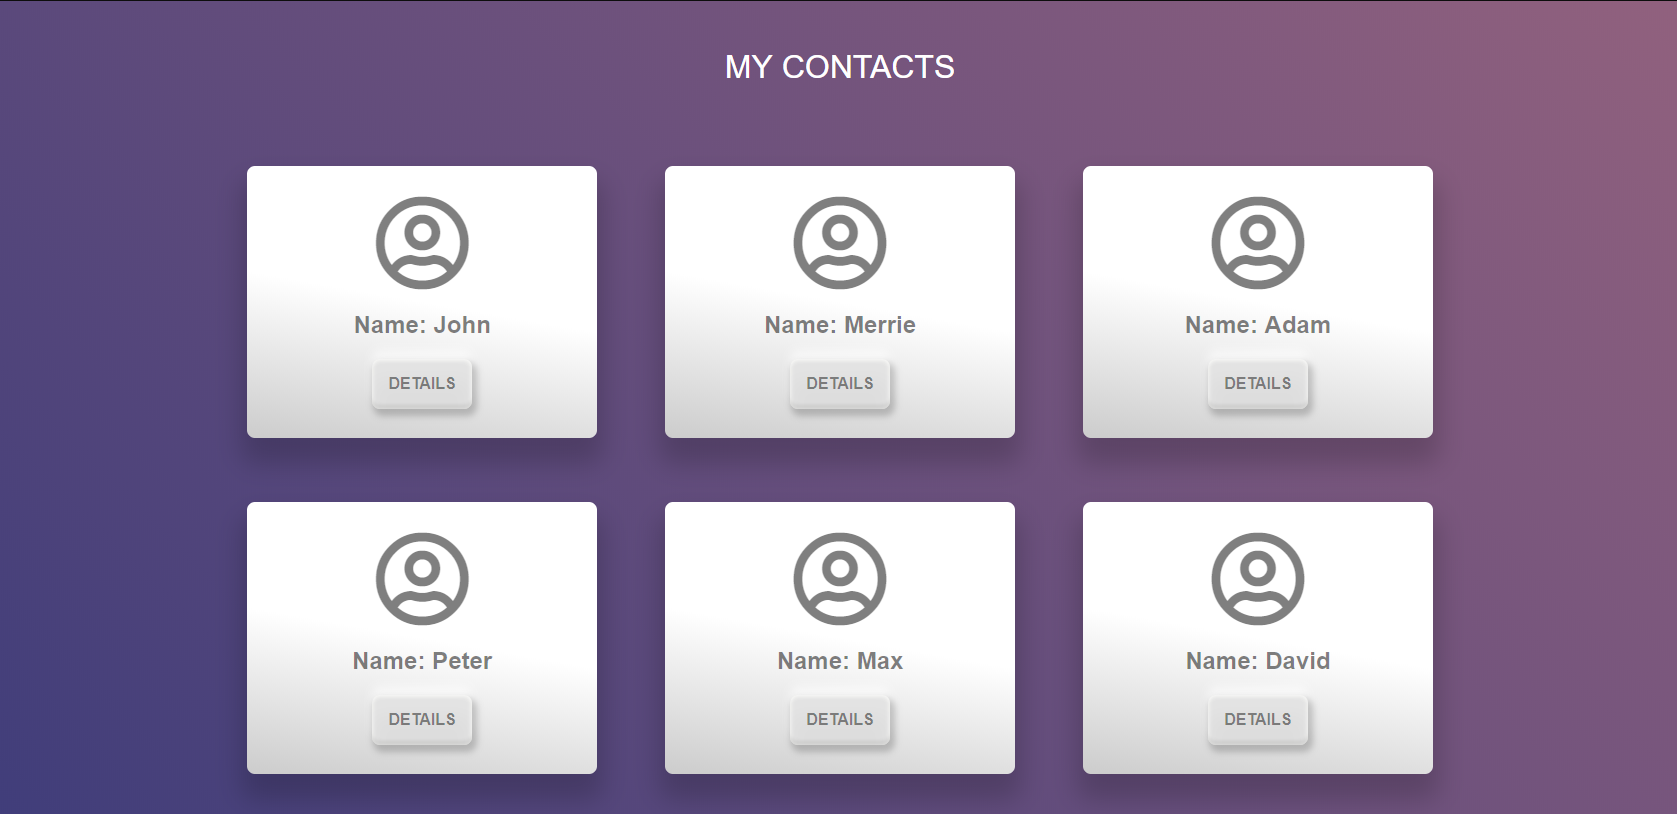 MY CONTACTS
Name: John
DETAILS
Name: Merrie
DETAILS
Name: Adam
DETAILS
Name: Peter
DETAILS
Name: Max
DETAILS
Name: David
DETAILS